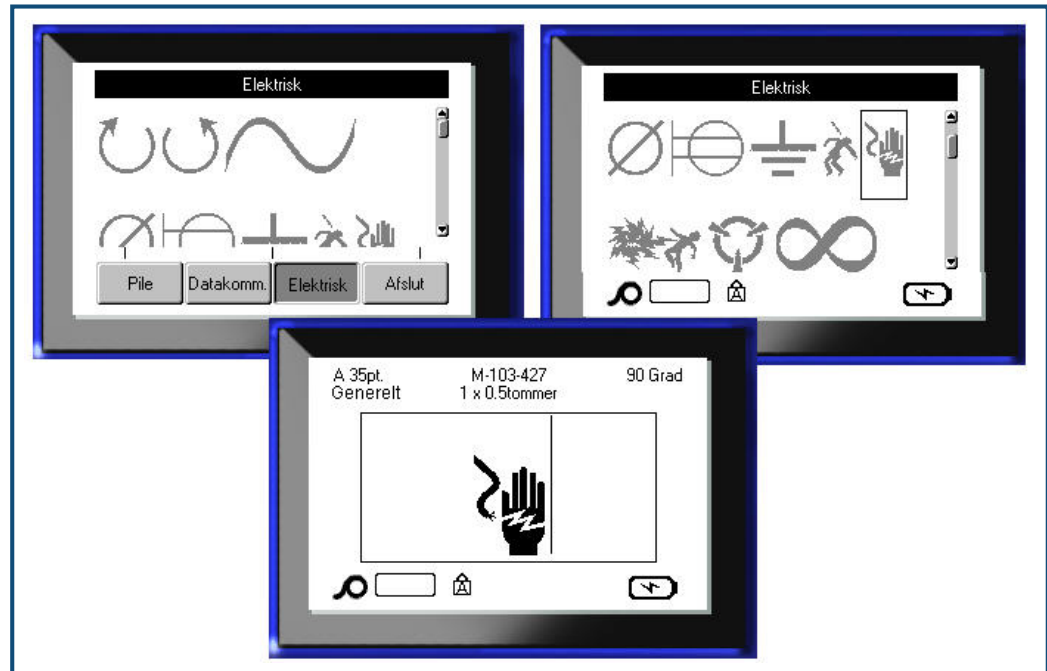 Elektrisk
Pile
Datakomm.
Elektrisk
Afslut
Elektrisk
A
A 35pt.
M-103-427
90 Grad
Generelt
1 x 0.5tommer
A